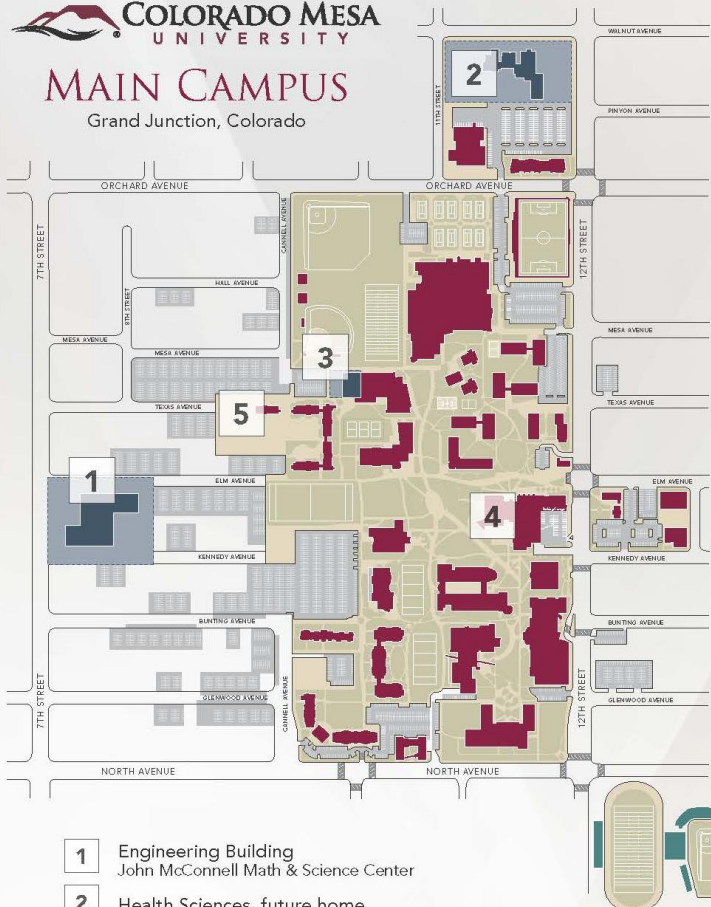 COLORADO MESA
UNIVERSITY
MAIN CAMPUS
Grand Junction, Colorado
WALNUT AVENUE
2
11TH STREET
PINYON AVENUE
ORCHARD AVENUE
ORCHARD AVENUE
7TH STREET
CANNELL AVENUE
12TH STREET
HALL AVENUE
8TH STREET
MESA AVENUE
MESA AVENUE
MESA AVENUE
3
TEXAS AVENUE
5
TEXAS AVENUE
1
ELM AVENUE
ELM AVENUE
4
KENNEDY AVENUE
KENNEDY AVENUE
BUNTING AVENUE
BUNTING AVENUE
7TH STREET
CANNELL AVENUE
12TH STREET
GLENWOOD AVENUE
GLENWOOD AVENUE
NORTH AVENUE
NORTH AVENUE
1 Engineering Building
John McConnell Math & Science Center
2 Health Sciences, future home